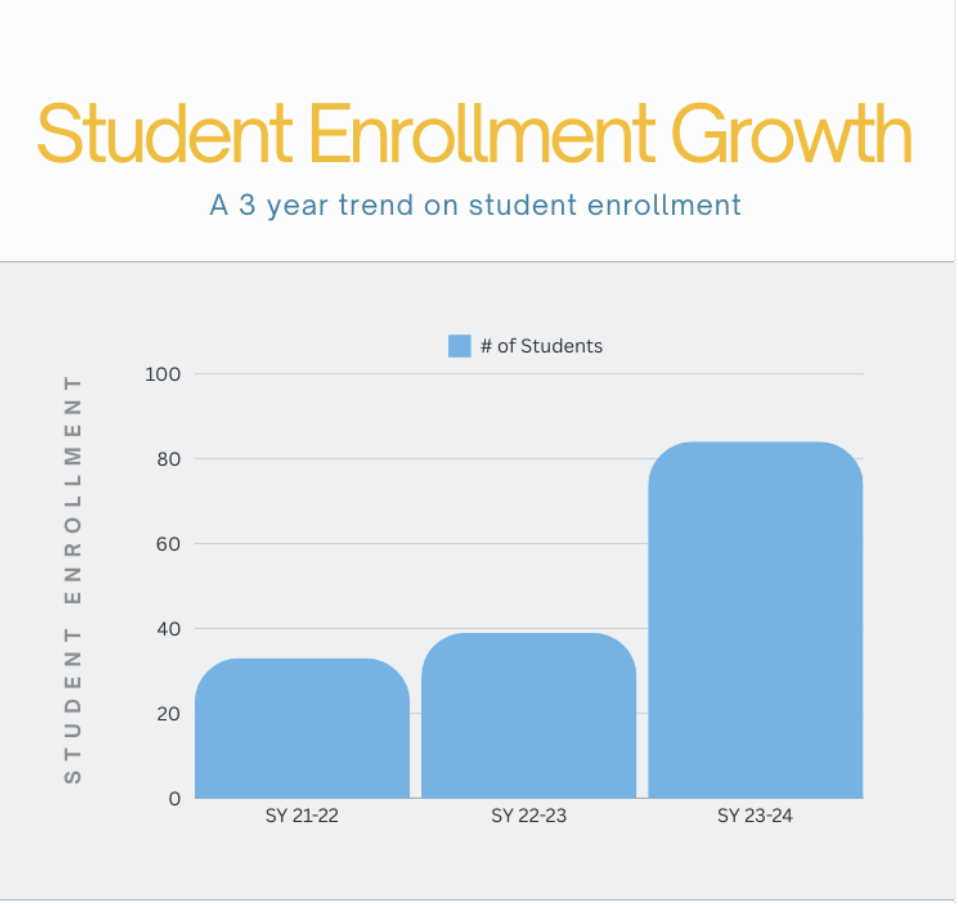 Student Enrollment Growth
A 3 year trend on student enrollment
# of Students
STUDENT ENROLLMENT
100
80
60
40
20
0
SY 21-22 SY 22-23 SY 23-24